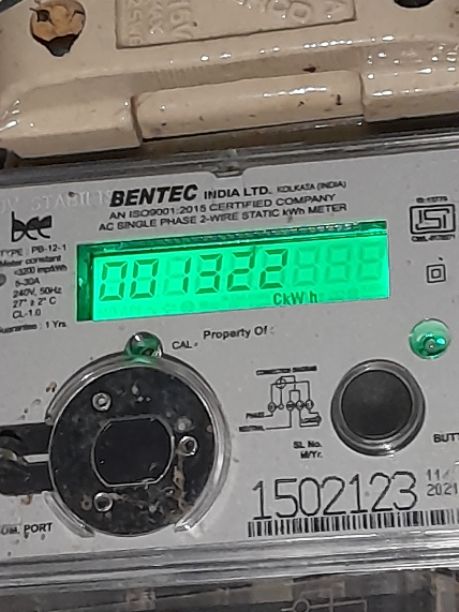 BENTEC INDIA LTD. KOLKATA (INDIA)
AN ISO9001:2015 CERTIFIED COMPANY
AC SINGLE PHASE 2-WIRE STATIC kWh METER
bee
TYPE : PB-12-1
Meter constant
<3200 imp/kWh
5-30A
240V, 50Hz
27° ± 2° C
CL-1.0
Guarantee : 1 Yrs.
001322
CkWh
CAL
Property Of :
CONNECTION DIAGRAM
PHASE
NEUTRAL
SL No.
M/Yr.
BUTT
COM. PORT
1502123
11
2021